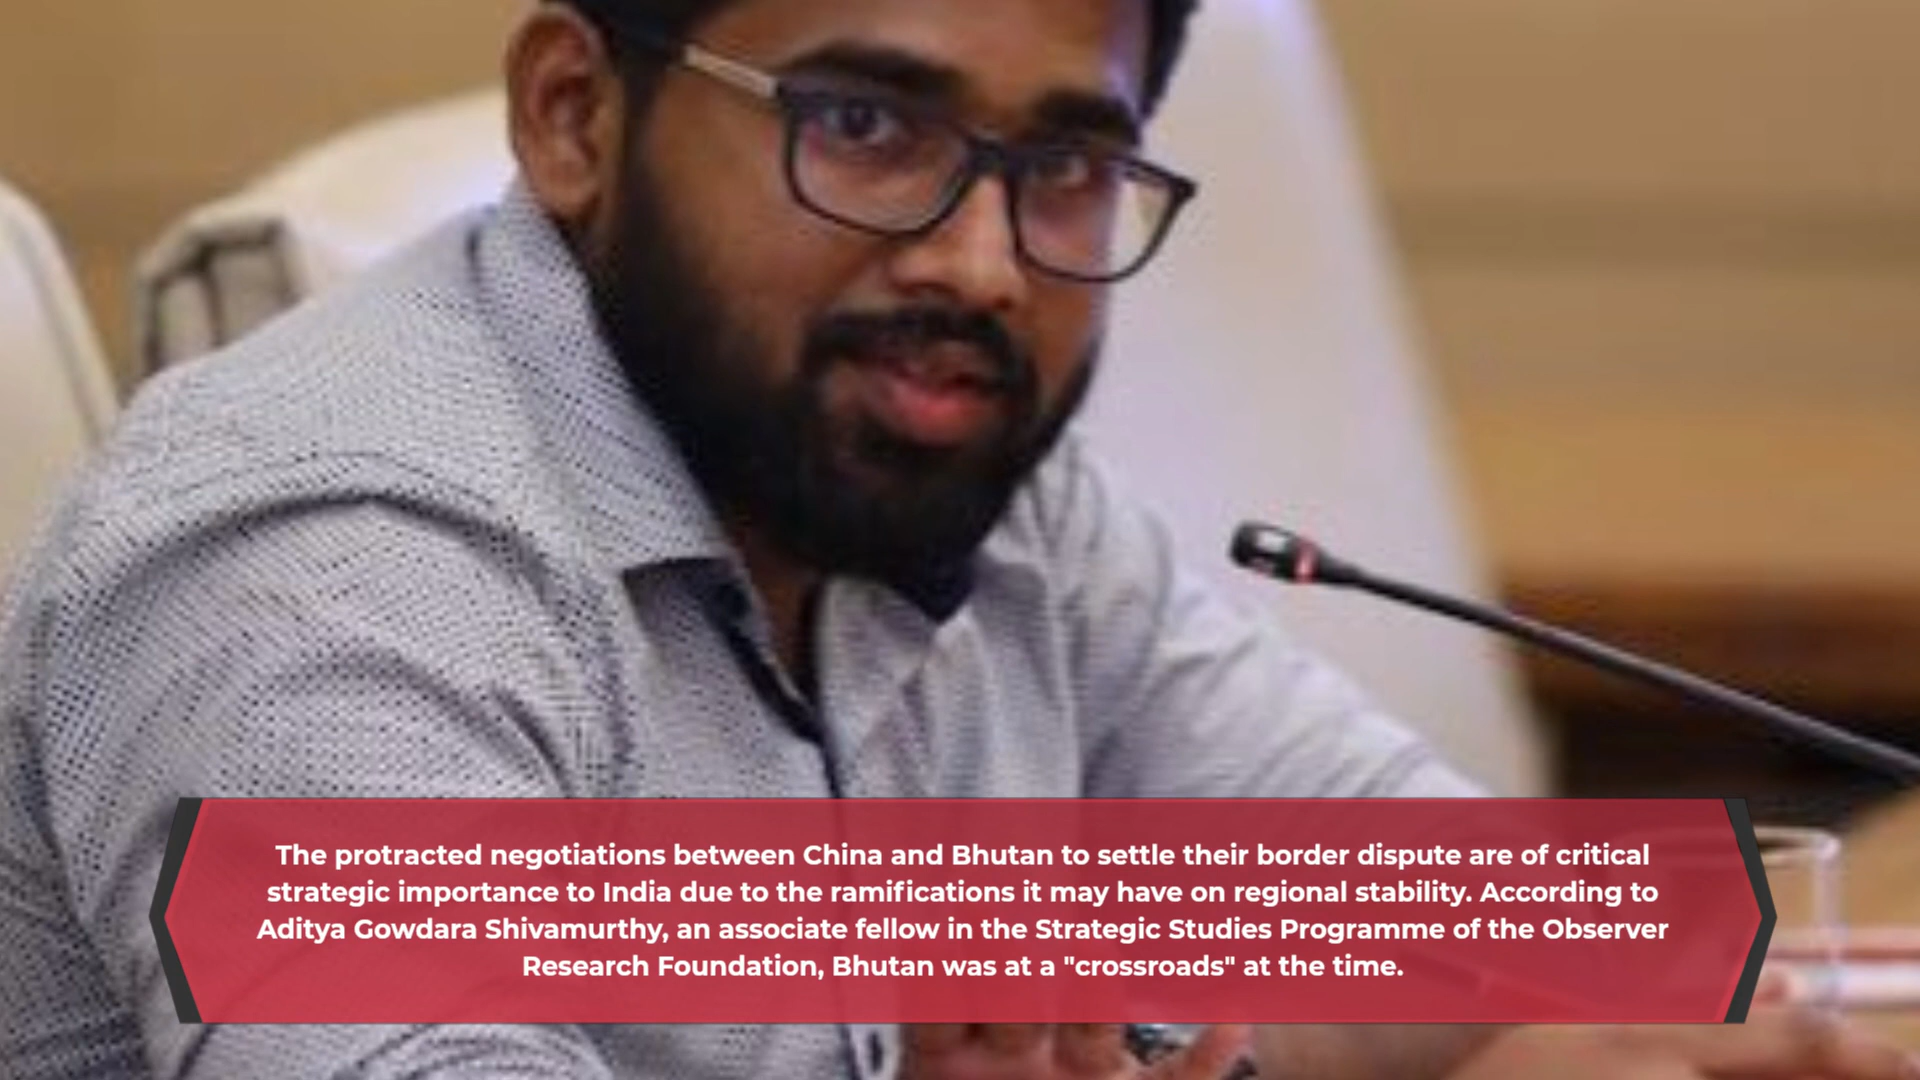 The protracted negotiations between China and Bhutan to settle their border dispute are of critical
strategic importance to India due to the ramifications it may have on regional stability. According to
Aditya Gowdara Shivamurthy, an associate fellow in the Strategic Studies Programme of the Observer
Research Foundation, Bhutan was at a "crossroads" at the time.